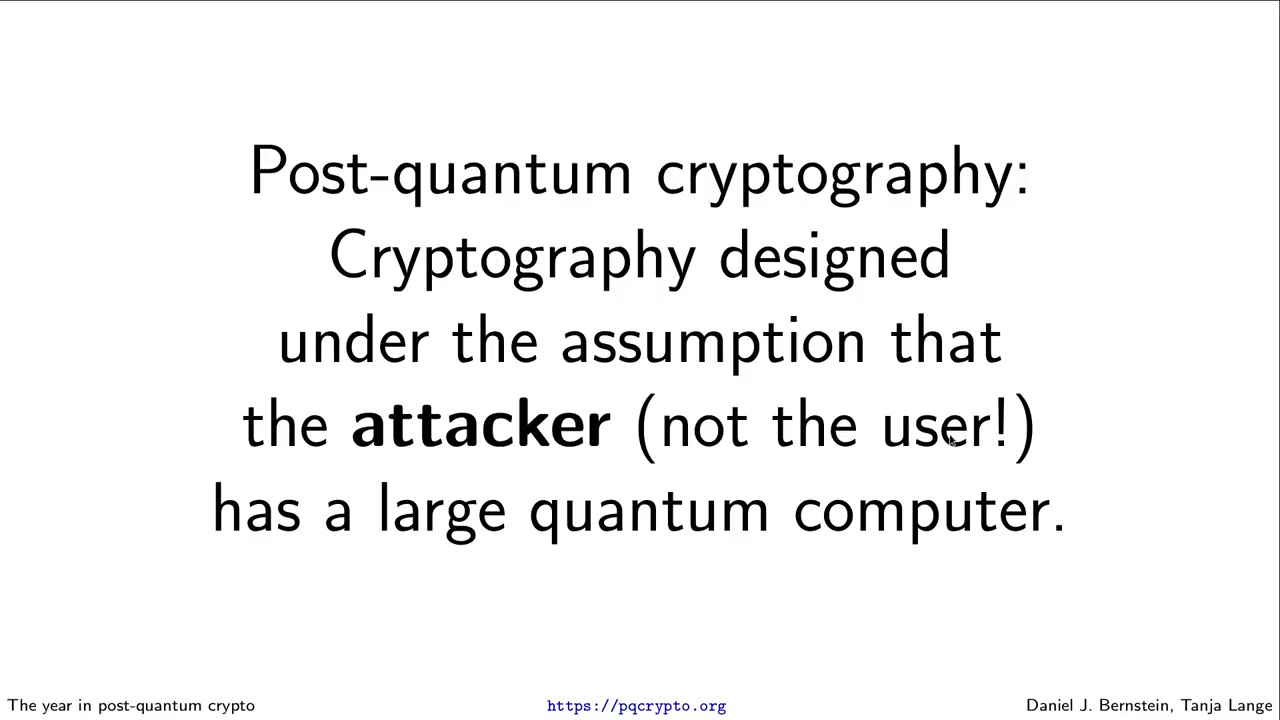 Post-quantum cryptography:
Cryptography designed
under the assumption that
the attacker (not the user!)
has a large quantum computer.
The year in post-quantum crypto
https://pqcrypto.org
Daniel J. Bernstein, Tanja Lange